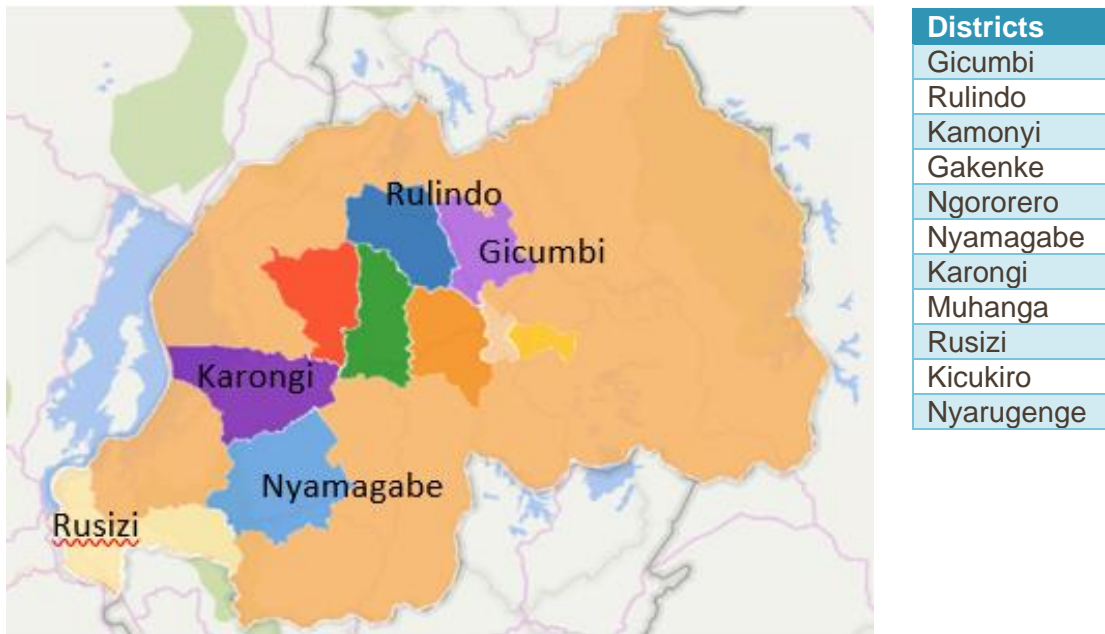 Rulindo
Gicumbi
Karongi
Nyamagabe
Rusizi
Districts
Gicumbi
Rulindo
Kamonyi
Gakenke
Ngororero
Nyamagabe
Karongi
Muhanga
Rusizi
Kicukiro
Nyarugenge